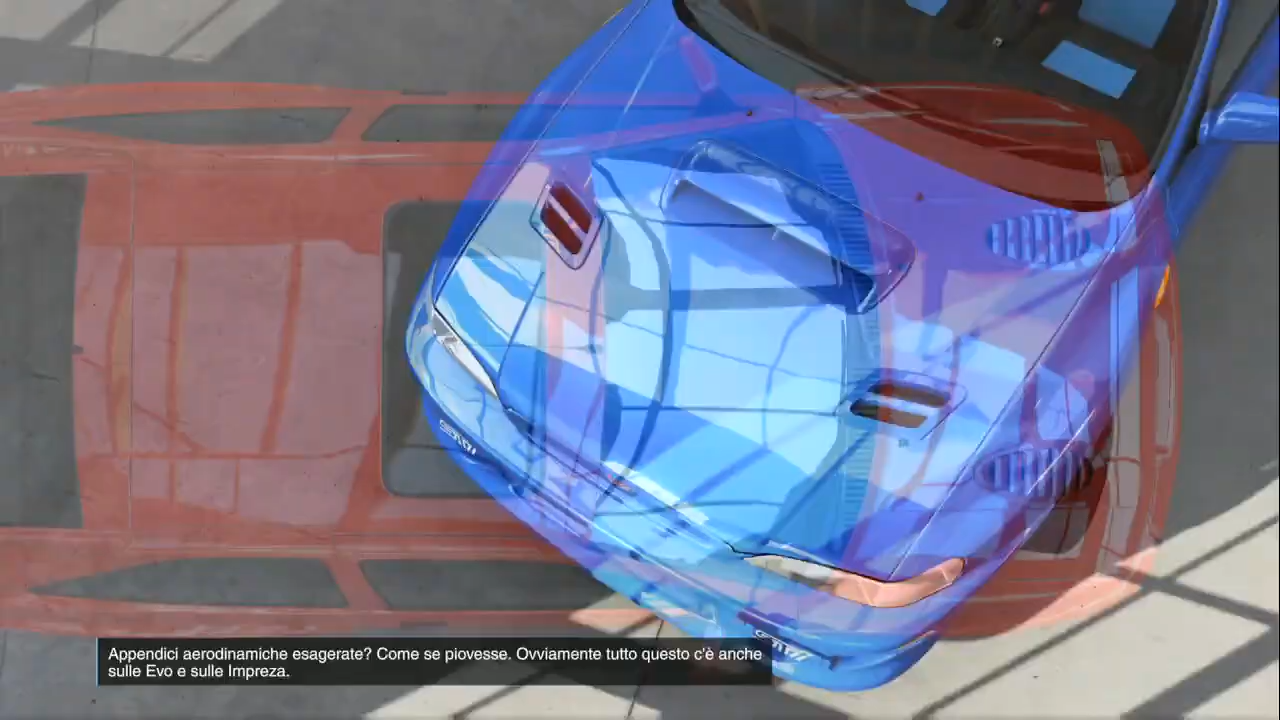 Appendici aerodinamiche esagerate? Come se piovesse. Ovviamente tutto questo c'è anche
sulle Evo e sulle Impreza.